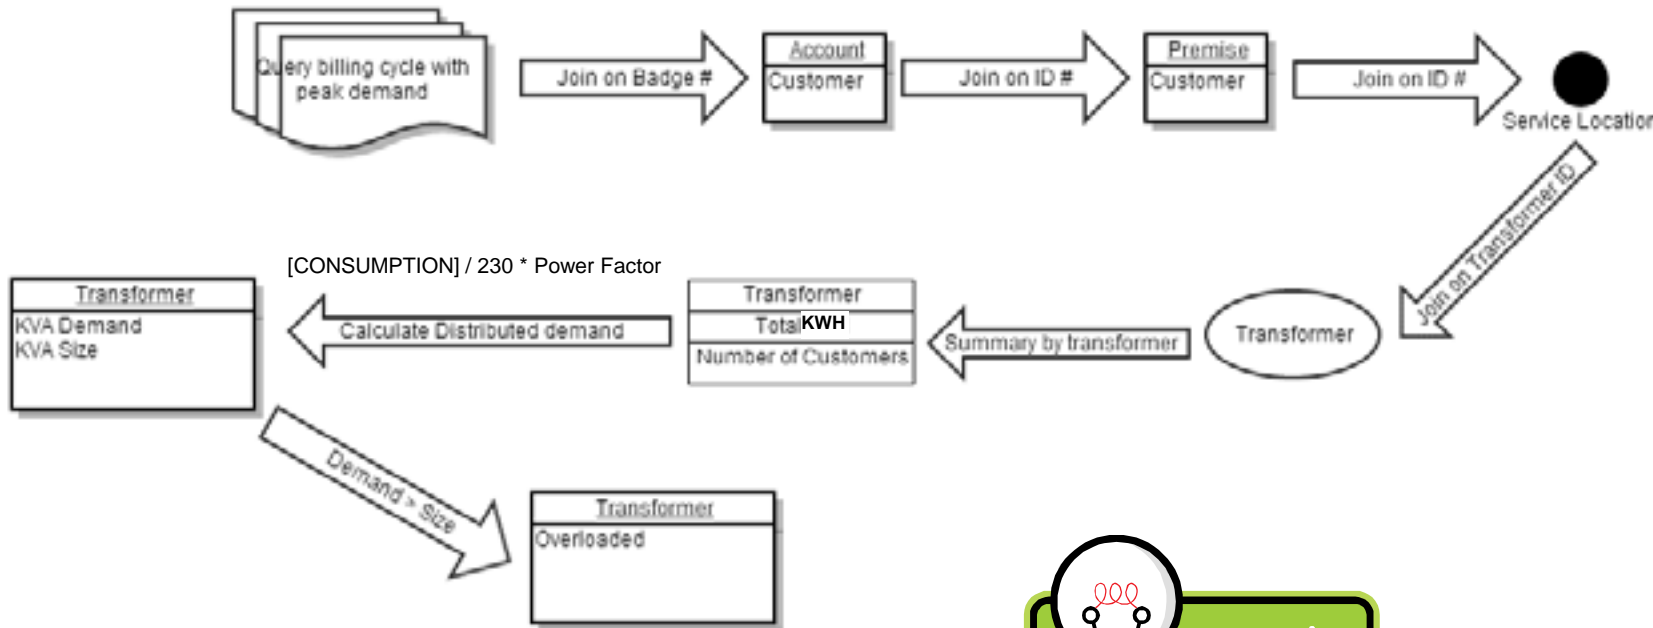 Query billing cycle with
peak demand
Join on Badge #
Account
Customer
Join on ID #
Premise
Customer
Join on ID #
Service Location
Join on Transformer ID
Transformer
Summary by transformer
Transformer
Total KWH
Number of Customers
[CONSUMPTION] / 230 * Power Factor
Calculate Distributed demand
Transformer
KVA Demand
KVA Size
Demand > Size
Transformer
Overloaded